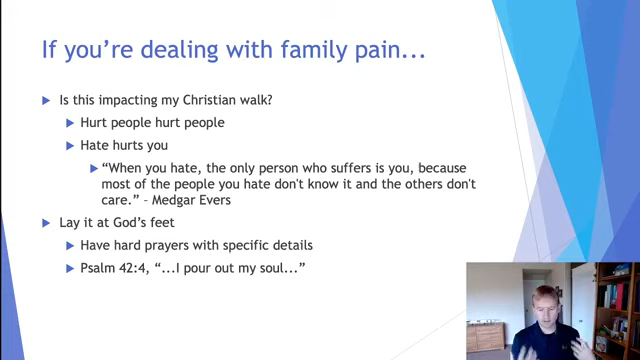 If you're dealing with family pain...
Is this impacting my Christian walk?
Hurt people hurt people
Hate hurts you
“When you hate, the only person who suffers is you, because
most of the people you hate don't know it and the others don't
care.” – Medgar Evers
Lay it at God’s feet
Have hard prayers with specific details
Psalm 42:4, “...I pour out my soul...”